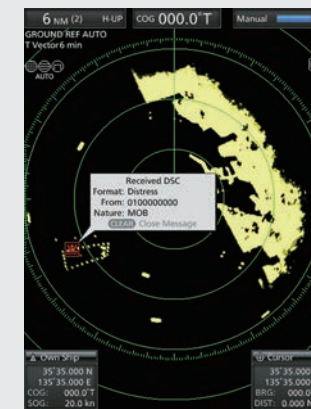 6 NM (2) H-UP COG 000.0°T Manual
GROUND REF AUTO
T Vector6 min
AUTO
Received DSC
Format: Distress
From: 0100000000
Nature: MOB
CLEAR Close Message
Own Ship
35°35.000 N
135°35.000 E
COG: 000.0°T
SOG: 20.0 kn
Cursor
35°35.000
135°35.000
BRG: 000.0°
DIST: 0.000 N